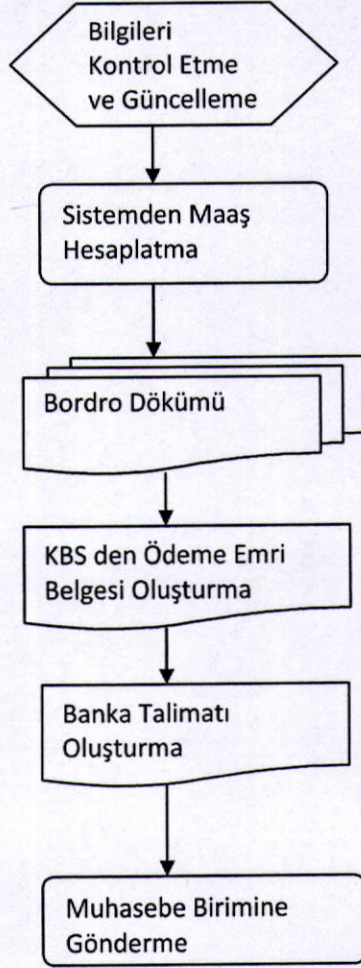 Bilgileri
Kontrol Etme
ve Güncelleme
Sistemden Maaş
Hesaplatma
Bordro Dökümü
KBS den Ödeme Emri
Belgesi Oluşturma
Banka Talimatı
Oluşturma
Muhasebe Birimine
Gönderme